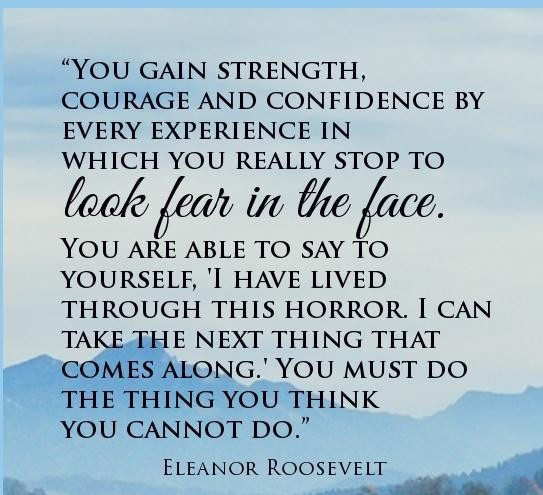 “You gain strength,
courage and confidence by
every experience in
which you really stop to
look fear in the face.
You are able to say to
yourself, 'I have lived
through this horror. I can
take the next thing that
comes along.' You must do
the thing you think
you cannot do.”
Eleanor Roosevelt